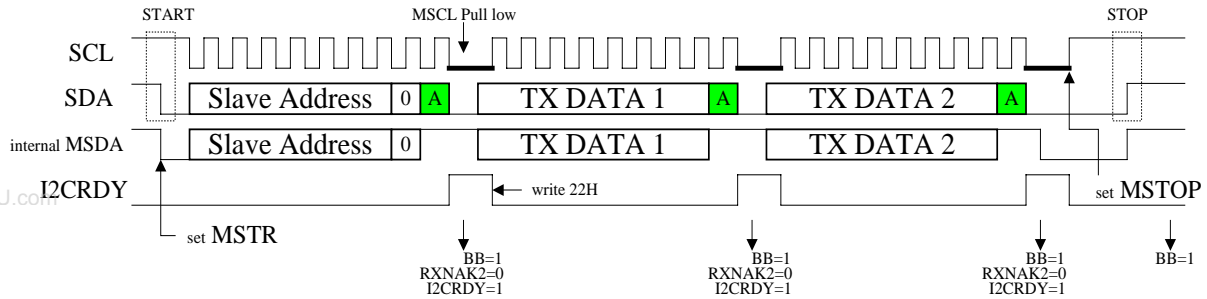 START
MSCL Pull low
STOP
SCL
SDA
Slave Address 0 A TX DATA 1 A TX DATA 2 A
internal MSDA
Slave Address 0 TX DATA 1 TX DATA 2
I2CRDY
write 22H
set MSTOP
U.com
set MSTR
BB=1 BB=1 BB=1 BB=1
RXNAK2=0 RXNAK2=0 RXNAK2=0
I2CRDY=1 I2CRDY=1 I2CRDY=1